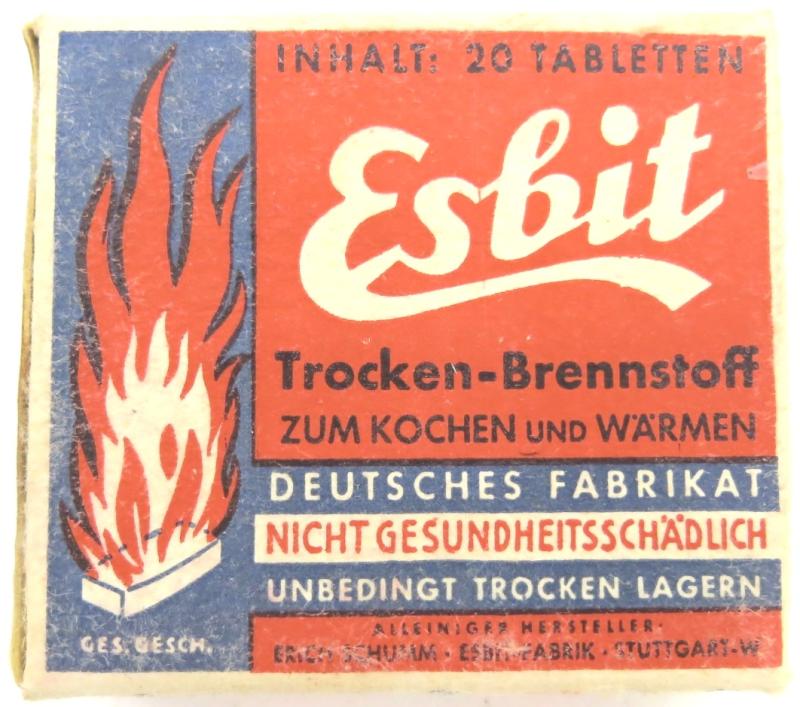 INHALT: 20 TABLETTEN
Esbit
Trocken-Brennstoff
ZUM KOCHEN UND WÄRMEN
DEUTSCHES FABRIKAT
NICHT GESUNDHEITSSCHÄDLICH
UNBEDINGT TROCKEN LAGERN
ALLEINIGER HERSTELLER:
ERICH SCHUMM · ESBIT-FABRIK · STUTTGART-W
GES. GESCH.